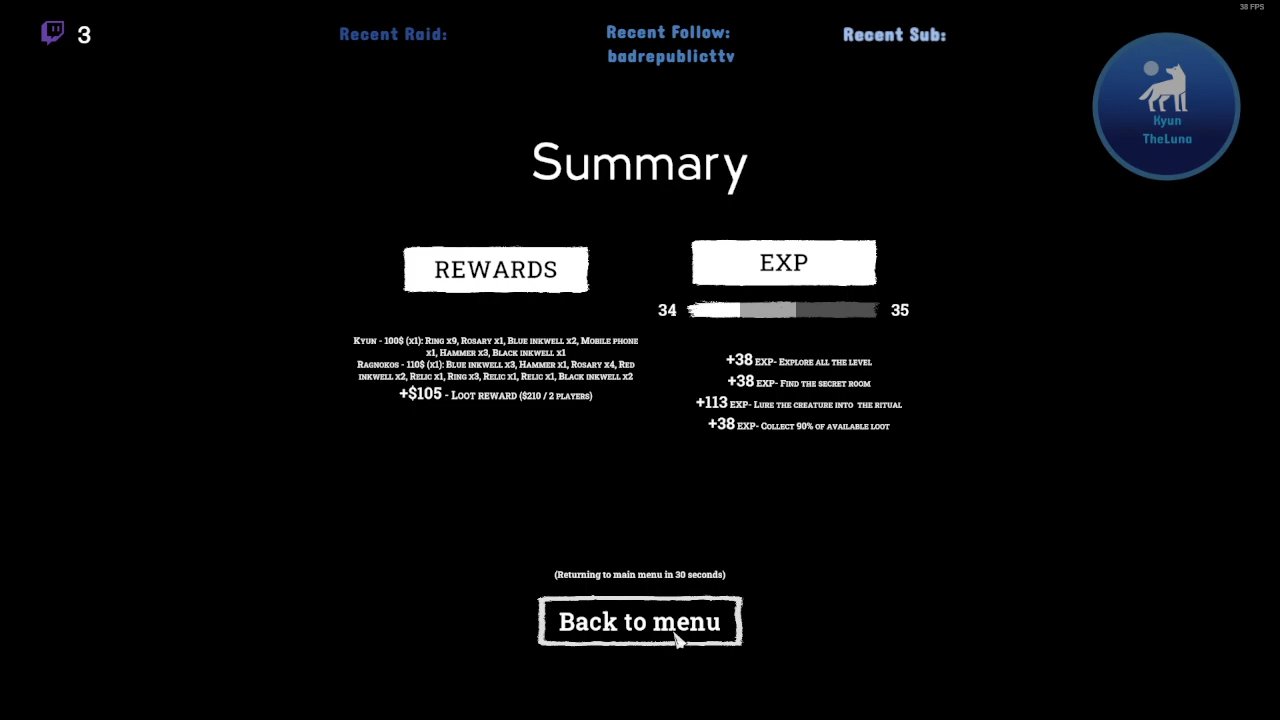 38 FPS
3
Recent Raid:
Recent Follow:
badrepublicttv
Recent Sub:
Kyun
TheLuna
Summary
REWARDS
EXP
34
35
Kyun - 100$ (x1): Ring x9, Rosary x1, Blue inkwell x2, Mobile phone
x1, Hammer x3, Black inkwell x1
Ragnokos - 110$ (x1): Blue inkwell x3, Hammer x1, Rosary x4, Red
inkwell x2, Relic x1, Ring x3, Relic x1, Relic x1, Black inkwell x2
+$105 - Loot reward ($210 / 2 players)
+38 exp- Explore all the level
+38 exp- Find the secret room
+113 exp- Lure the creature into the ritual
+38 exp- Collect 90% of available loot
(Returning to main menu in 30 seconds)
Back to menu